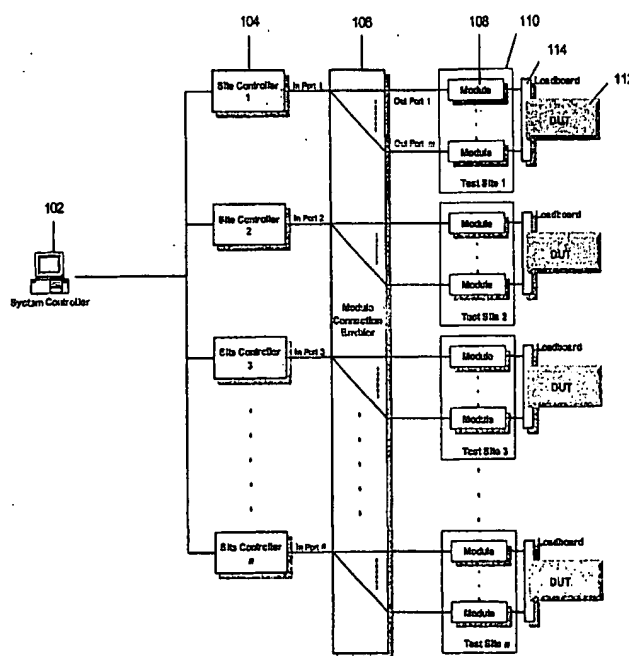 104
106
108
110
114
112
102
System Controller
Site Controller
1
In Port 1
Out Port 1
Out Port m
Module
Module
Test Site 1
Loadboard
DUT
Site Controller
2
In Port 2
Module
Module
Test Site 2
Loadboard
DUT
Module
Connection
Enabler
Site Controller
3
In Port 3
Module
Module
Test Site 3
Loadboard
DUT
Site Controller
n
In Port n
Module
Module
Test Site n
Loadboard
DUT